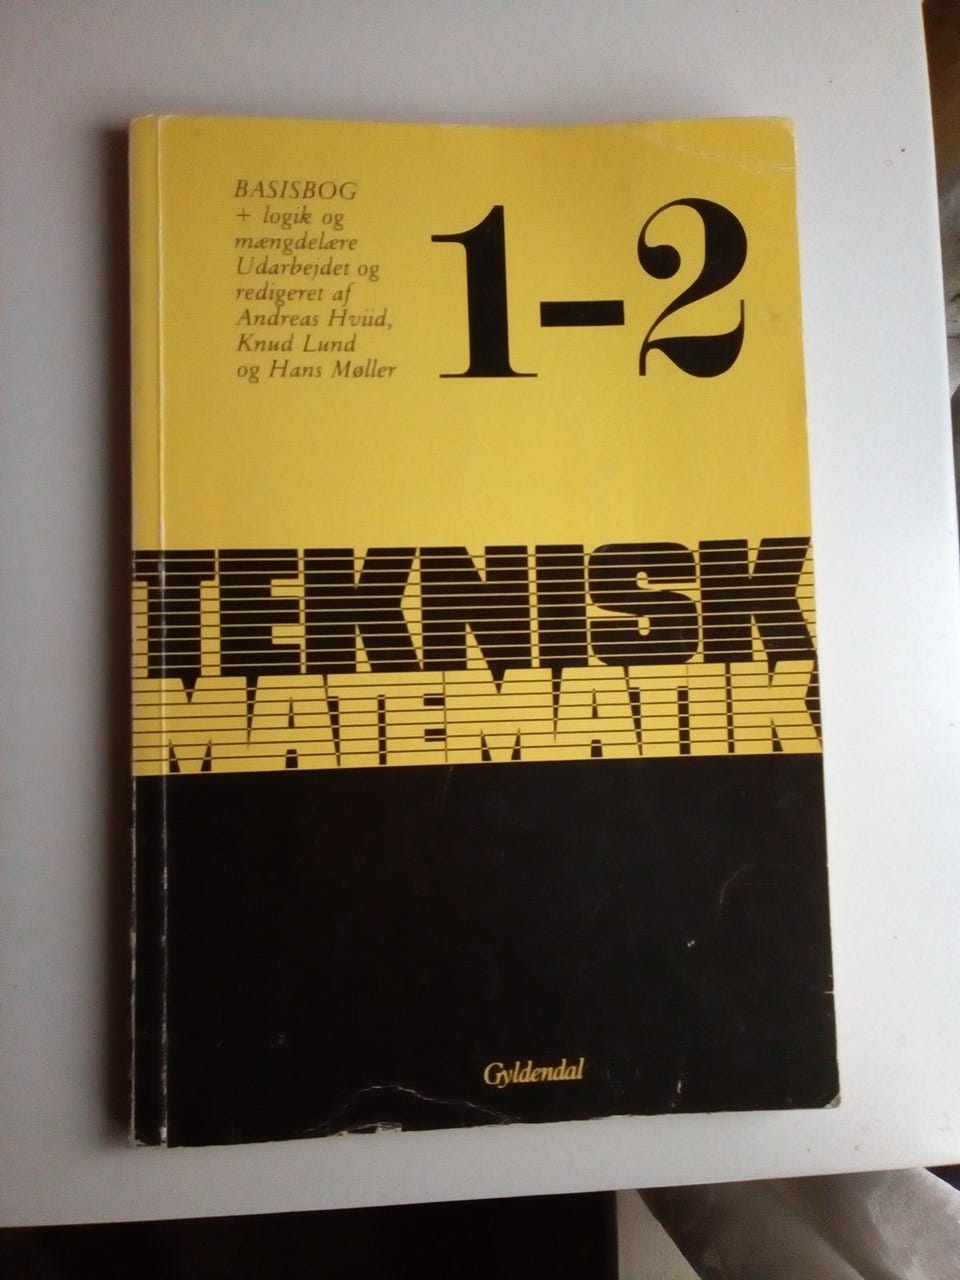 BASISBOG
+ logik og
mængdelære
Udarbejdet og
redigeret af
Andreas Hviid,
Knud Lund
og Hans Møller
1–2
TEKNISK
MATEMATIK
Gyldendal